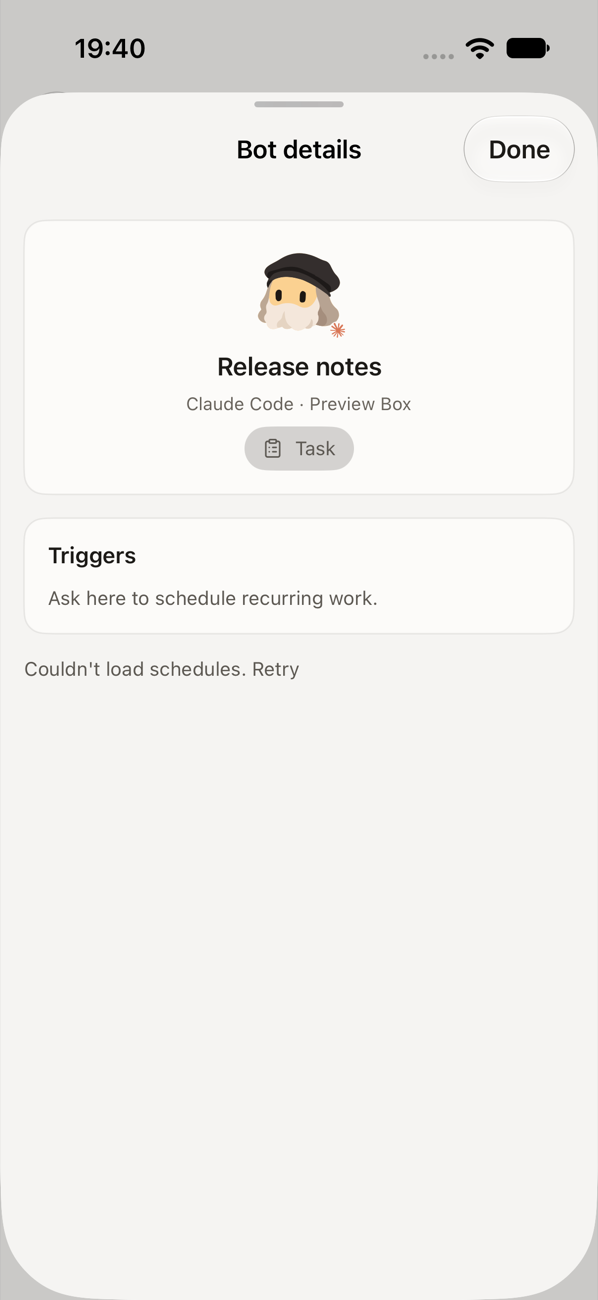 19:40
Bot details
Done
Release notes
Claude Code · Preview Box
Task
Triggers
Ask here to schedule recurring work.
Couldn't load schedules. Retry